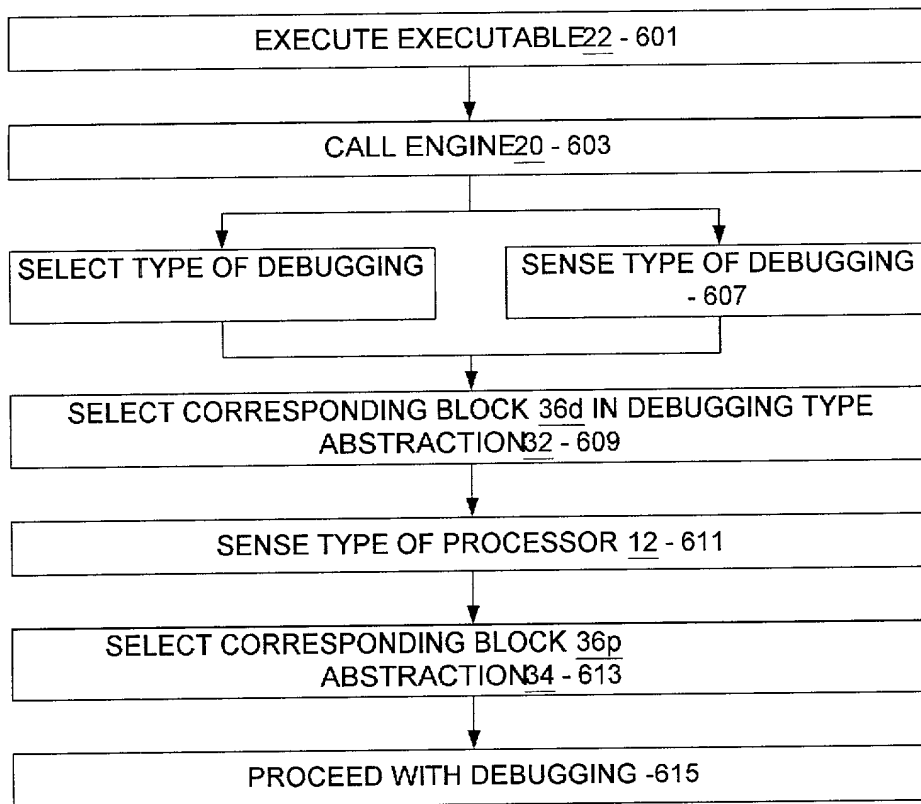 EXECUTE EXECUTABLE22 - 601
CALL ENGINE20 - 603
SELECT TYPE OF DEBUGGING
SENSE TYPE OF DEBUGGING
- 607
SELECT CORRESPONDING BLOCK 36d IN DEBUGGING TYPE
ABSTRACTION32 - 609
SENSE TYPE OF PROCESSOR 12 - 611
SELECT CORRESPONDING BLOCK 36p
ABSTRACTION34 - 613
PROCEED WITH DEBUGGING -615